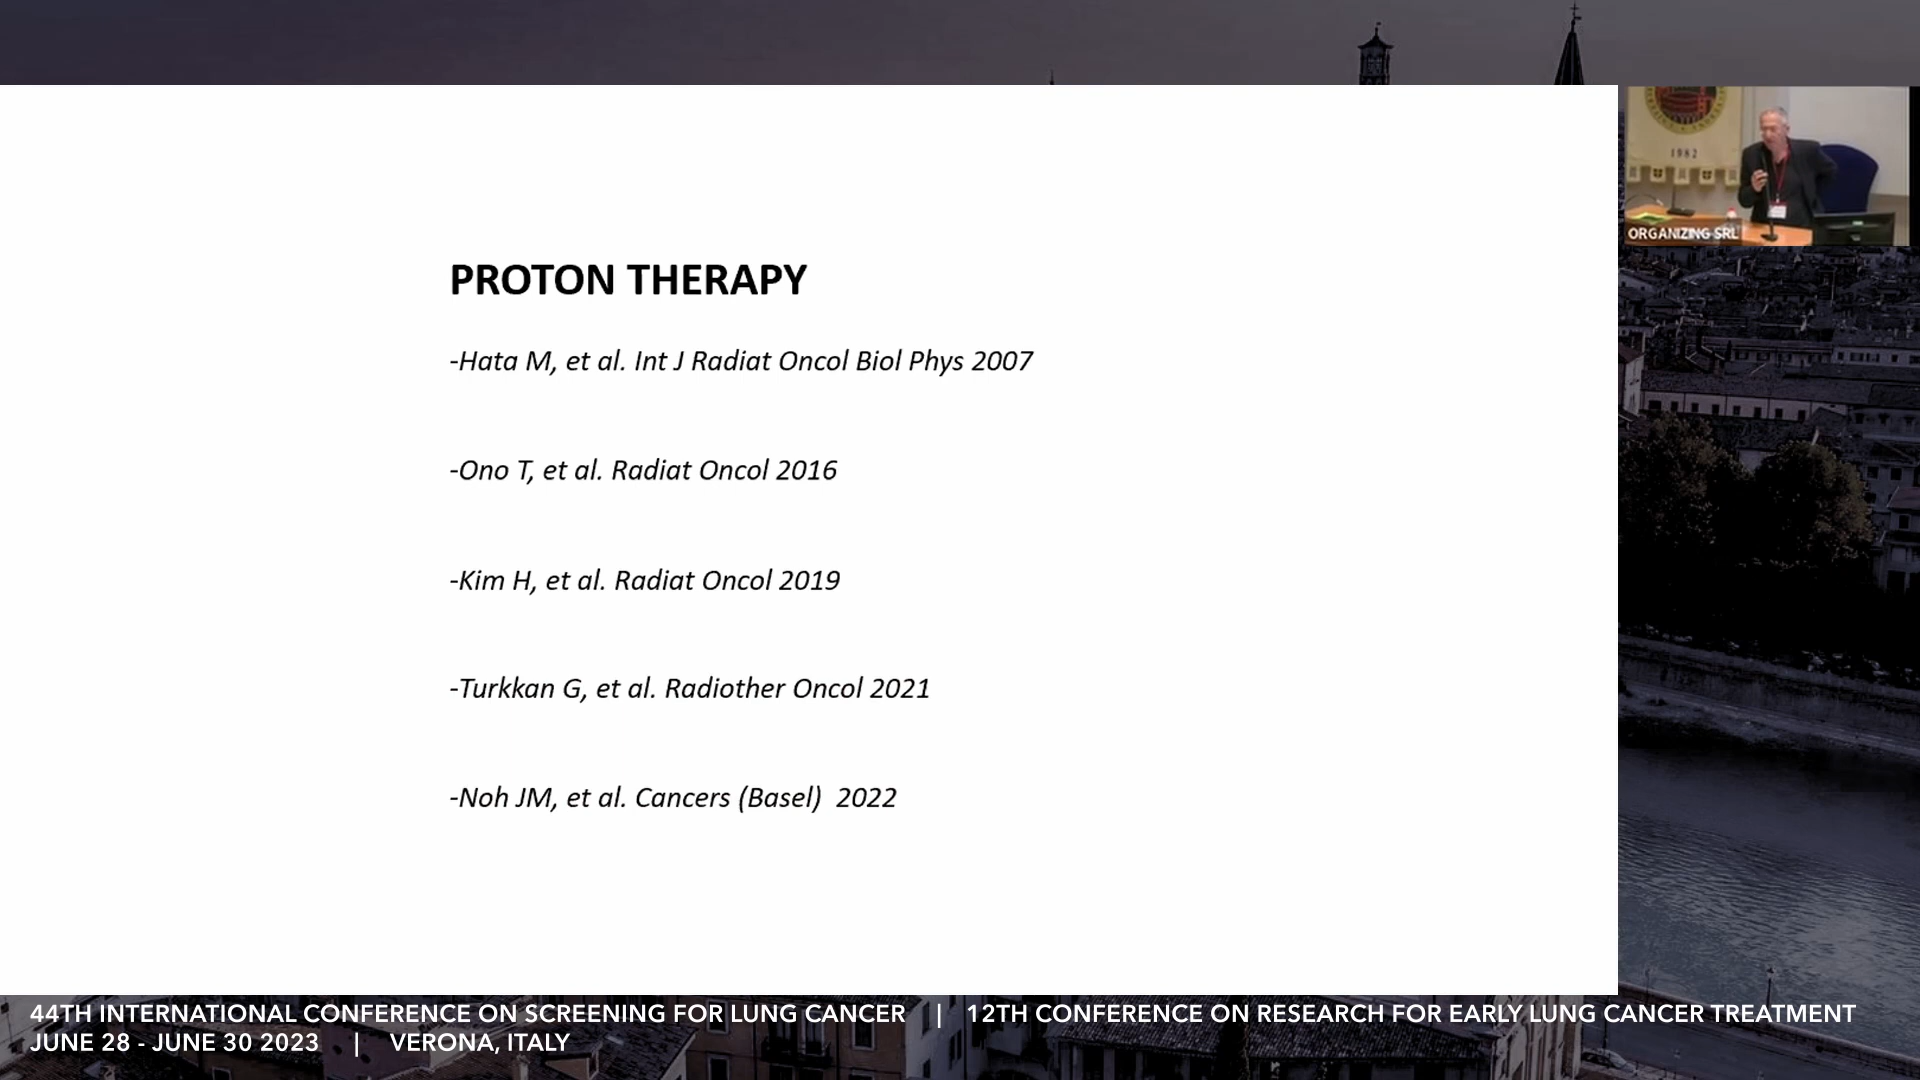 PROTON THERAPY
-Hata M, et al. Int J Radiat Oncol Biol Phys 2007
-Ono T, et al. Radiat Oncol 2016
-Kim H, et al. Radiat Oncol 2019
-Turkkan G, et al. Radiother Oncol 2021
-Noh JM, et al. Cancers (Basel)  2022
1982
ORGANIZING SRL
44TH INTERNATIONAL CONFERENCE ON SCREENING FOR LUNG CANCER | 12TH CONFERENCE ON RESEARCH FOR EARLY LUNG CANCER TREATMENT
JUNE 28 - JUNE 30 2023 | VERONA, ITALY